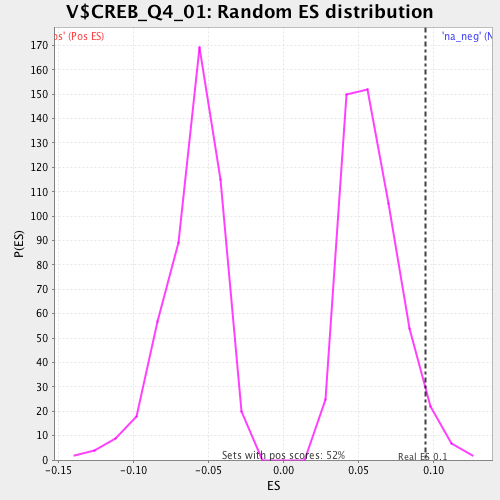 V$CREB_Q4_01: Random ES distribution
os' (Pos ES)
'na_neg' (N
170
160
150
140
130
120
110
100
90
80
70
60
50
40
30
20
10
0
P(ES)
Sets with pos scores: 52%
Real ES 0.1
-0.15 -0.10 -0.05 0.00 0.05 0.10
ES